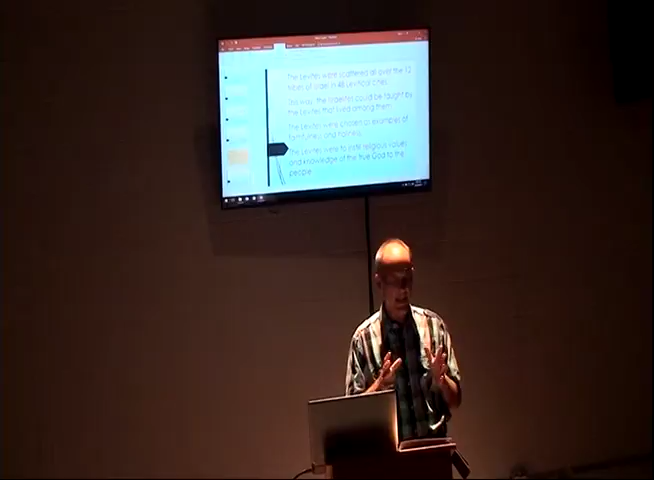 The Levites were scattered all over the 12
tribes of Israel in 48 Levitical cities.
This way, the Israelites could be taught by
the Levites that lived among them.
The Levites were chosen as examples of
faithfulness and holiness.
The Levites were to instill religious values
and knowledge of the true God to the
people.